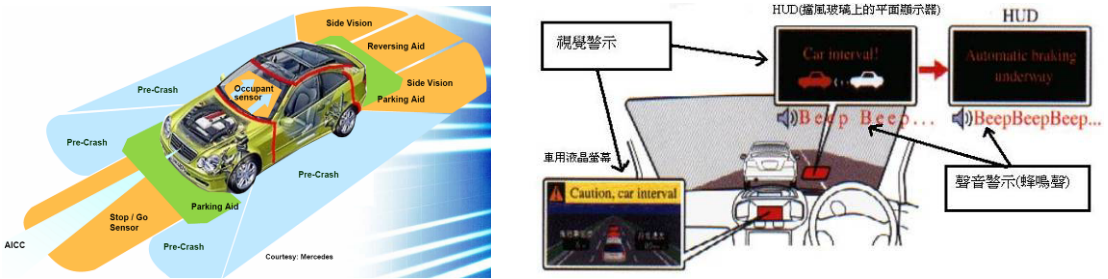 Side Vision
Reversing Aid
Side Vision
Parking Aid
Pre-Crash
Occupant
sensor
Pre-Crash
Pre-Crash
Parking Aid
Stop / Go
Sensor
AICC
Pre-Crash
Courtesy: Mercedes
HUD(擋風玻璃上的平面顯示器)
HUD
視覺警示
Car interval!
Automatic braking
underway
Beep Beep...
BeepBeepBeep...
車用液晶螢幕
Caution, car interval
聲音警示(蜂鳴聲)